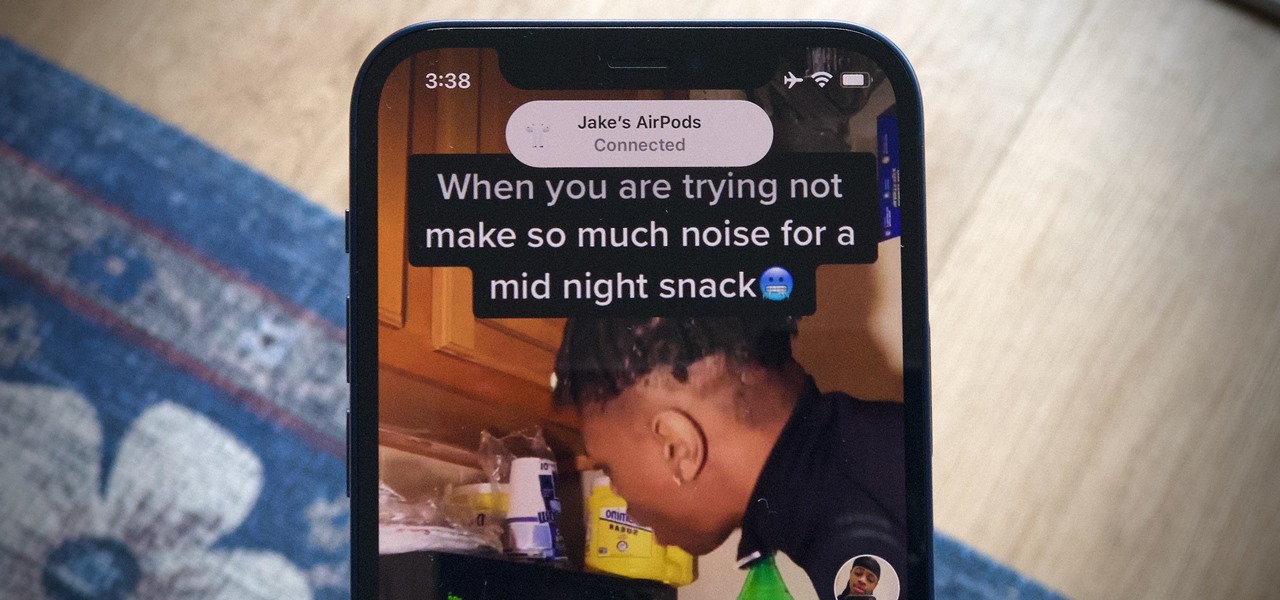 3:38
Jake's AirPods
Connected
When you are trying not
make so much noise for a
mid night snack🥶